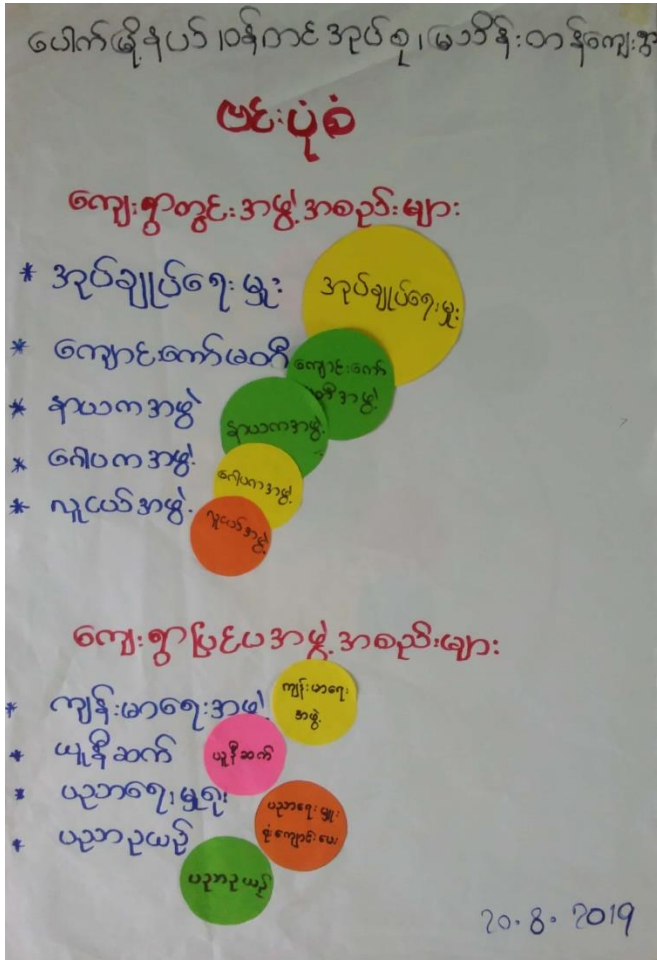 ပေါက်မြို့နယ်၊ဝန်ကင်းအုပ်စု၊မကျီးတန်ကျေးရွာ
ဗင်းပုံစံ
ကျေးရွာတွင်းအဖွဲ့အစည်းများ
* အုပ်ချုပ်ရေးမှူး
အုပ်ချုပ်ရေးမှူး
* ကျောင်းကော်မတီ
ကျောင်းကော်
မတီအဖွဲ့
* နာယကအဖွဲ့
နာယကအဖွဲ့
* ဂေါပကအဖွဲ့
ဂေါပကအဖွဲ့
* လူငယ်အဖွဲ့
လူငယ်အဖွဲ့
ကျေးရွာပြင်ပအဖွဲ့အစည်းများ
* ကျန်းမာရေးအဖွဲ့
ကျန်းမာရေး
အဖွဲ့
* ယူနီဆက်
ယူနီဆက်
* ပညာရေးမှူးရုံး
ပညာရေးမှူး
* ပညာဥယျာဉ်
ပညာဥယျာဉ်
20.8.2019